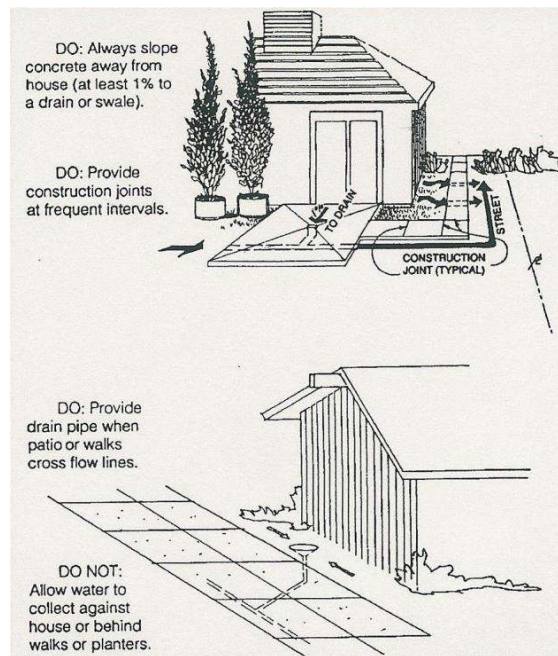 DO: Always slope
concrete away from
house (at least 1% to
a drain or swale).
DO: Provide
construction joints
at frequent intervals.
1%
TO DRAIN
STREET
CONSTRUCTION
JOINT (TYPICAL)
DO: Provide
drain pipe when
patio or walks
cross flow lines.
DO NOT:
Allow water to
collect against
house or behind
walks or planters.